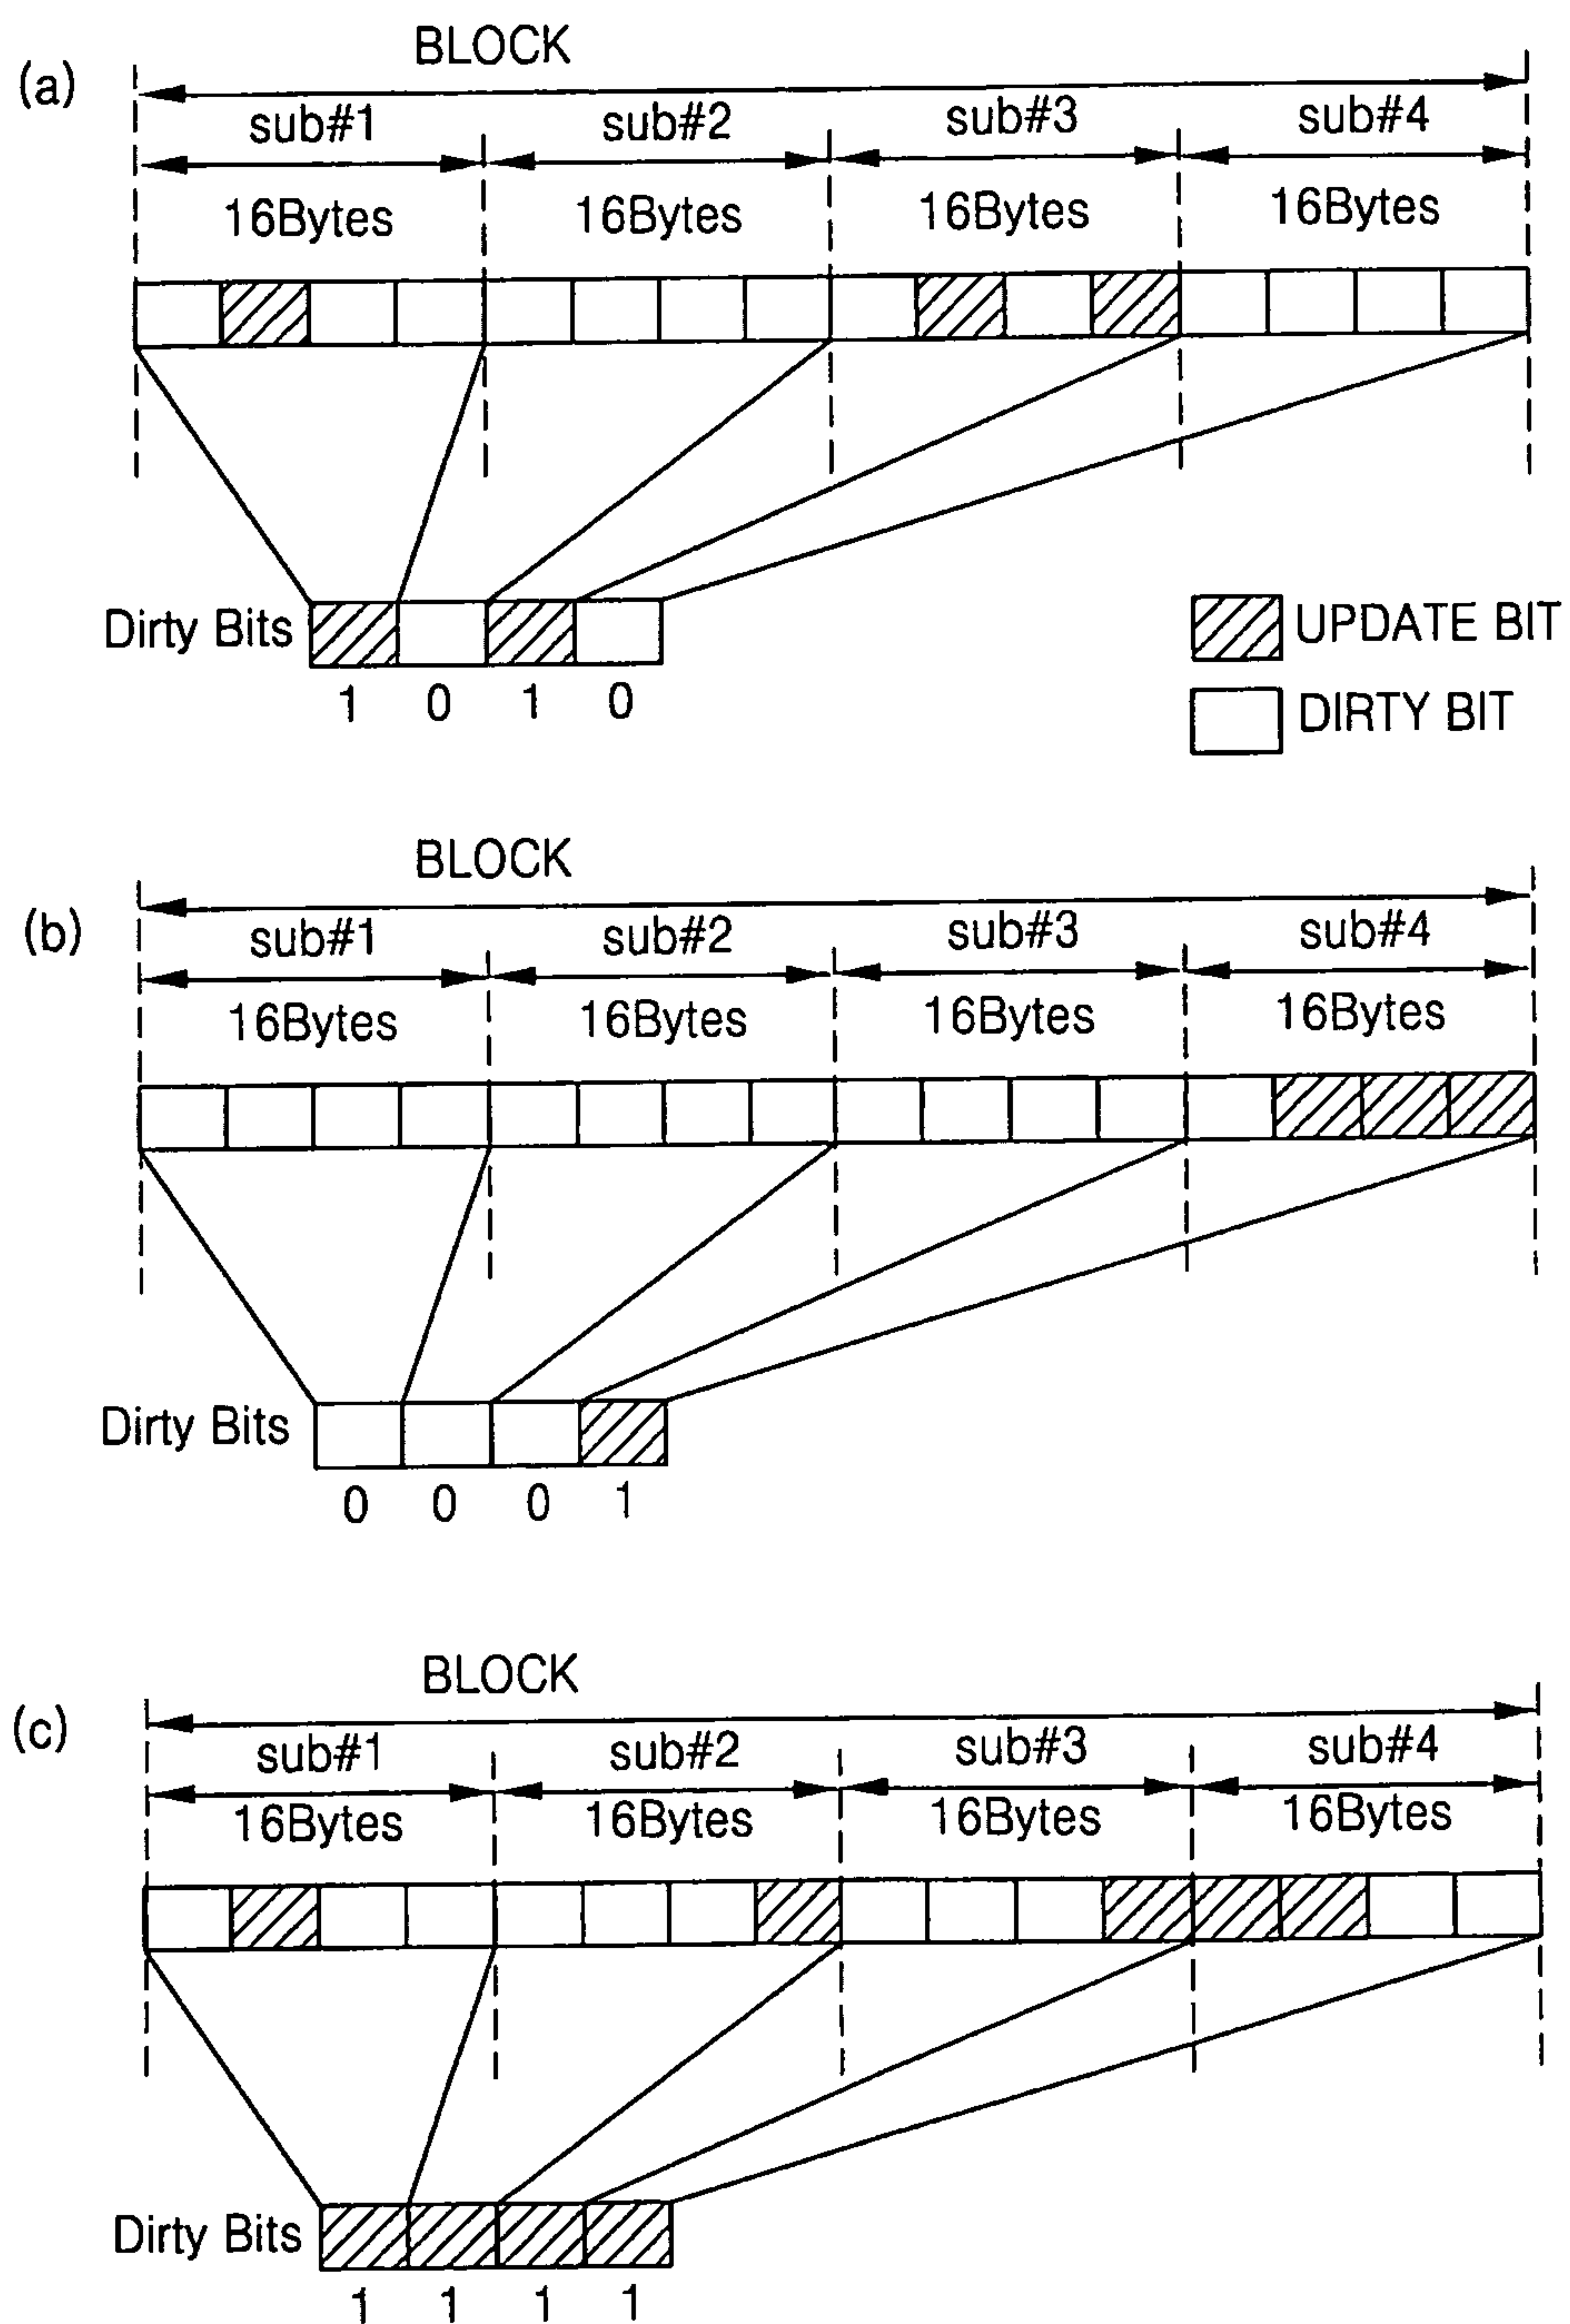 (a)
BLOCK
sub#1 sub#2 sub#3 sub#4
16Bytes 16Bytes 16Bytes 16Bytes
Dirty Bits
1 0 1 0
UPDATE BIT
DIRTY BIT
(b)
BLOCK
sub#1 sub#2 sub#3 sub#4
16Bytes 16Bytes 16Bytes 16Bytes
Dirty Bits
0 0 0 1
(c)
BLOCK
sub#1 sub#2 sub#3 sub#4
16Bytes 16Bytes 16Bytes 16Bytes
Dirty Bits
1 1 1 1